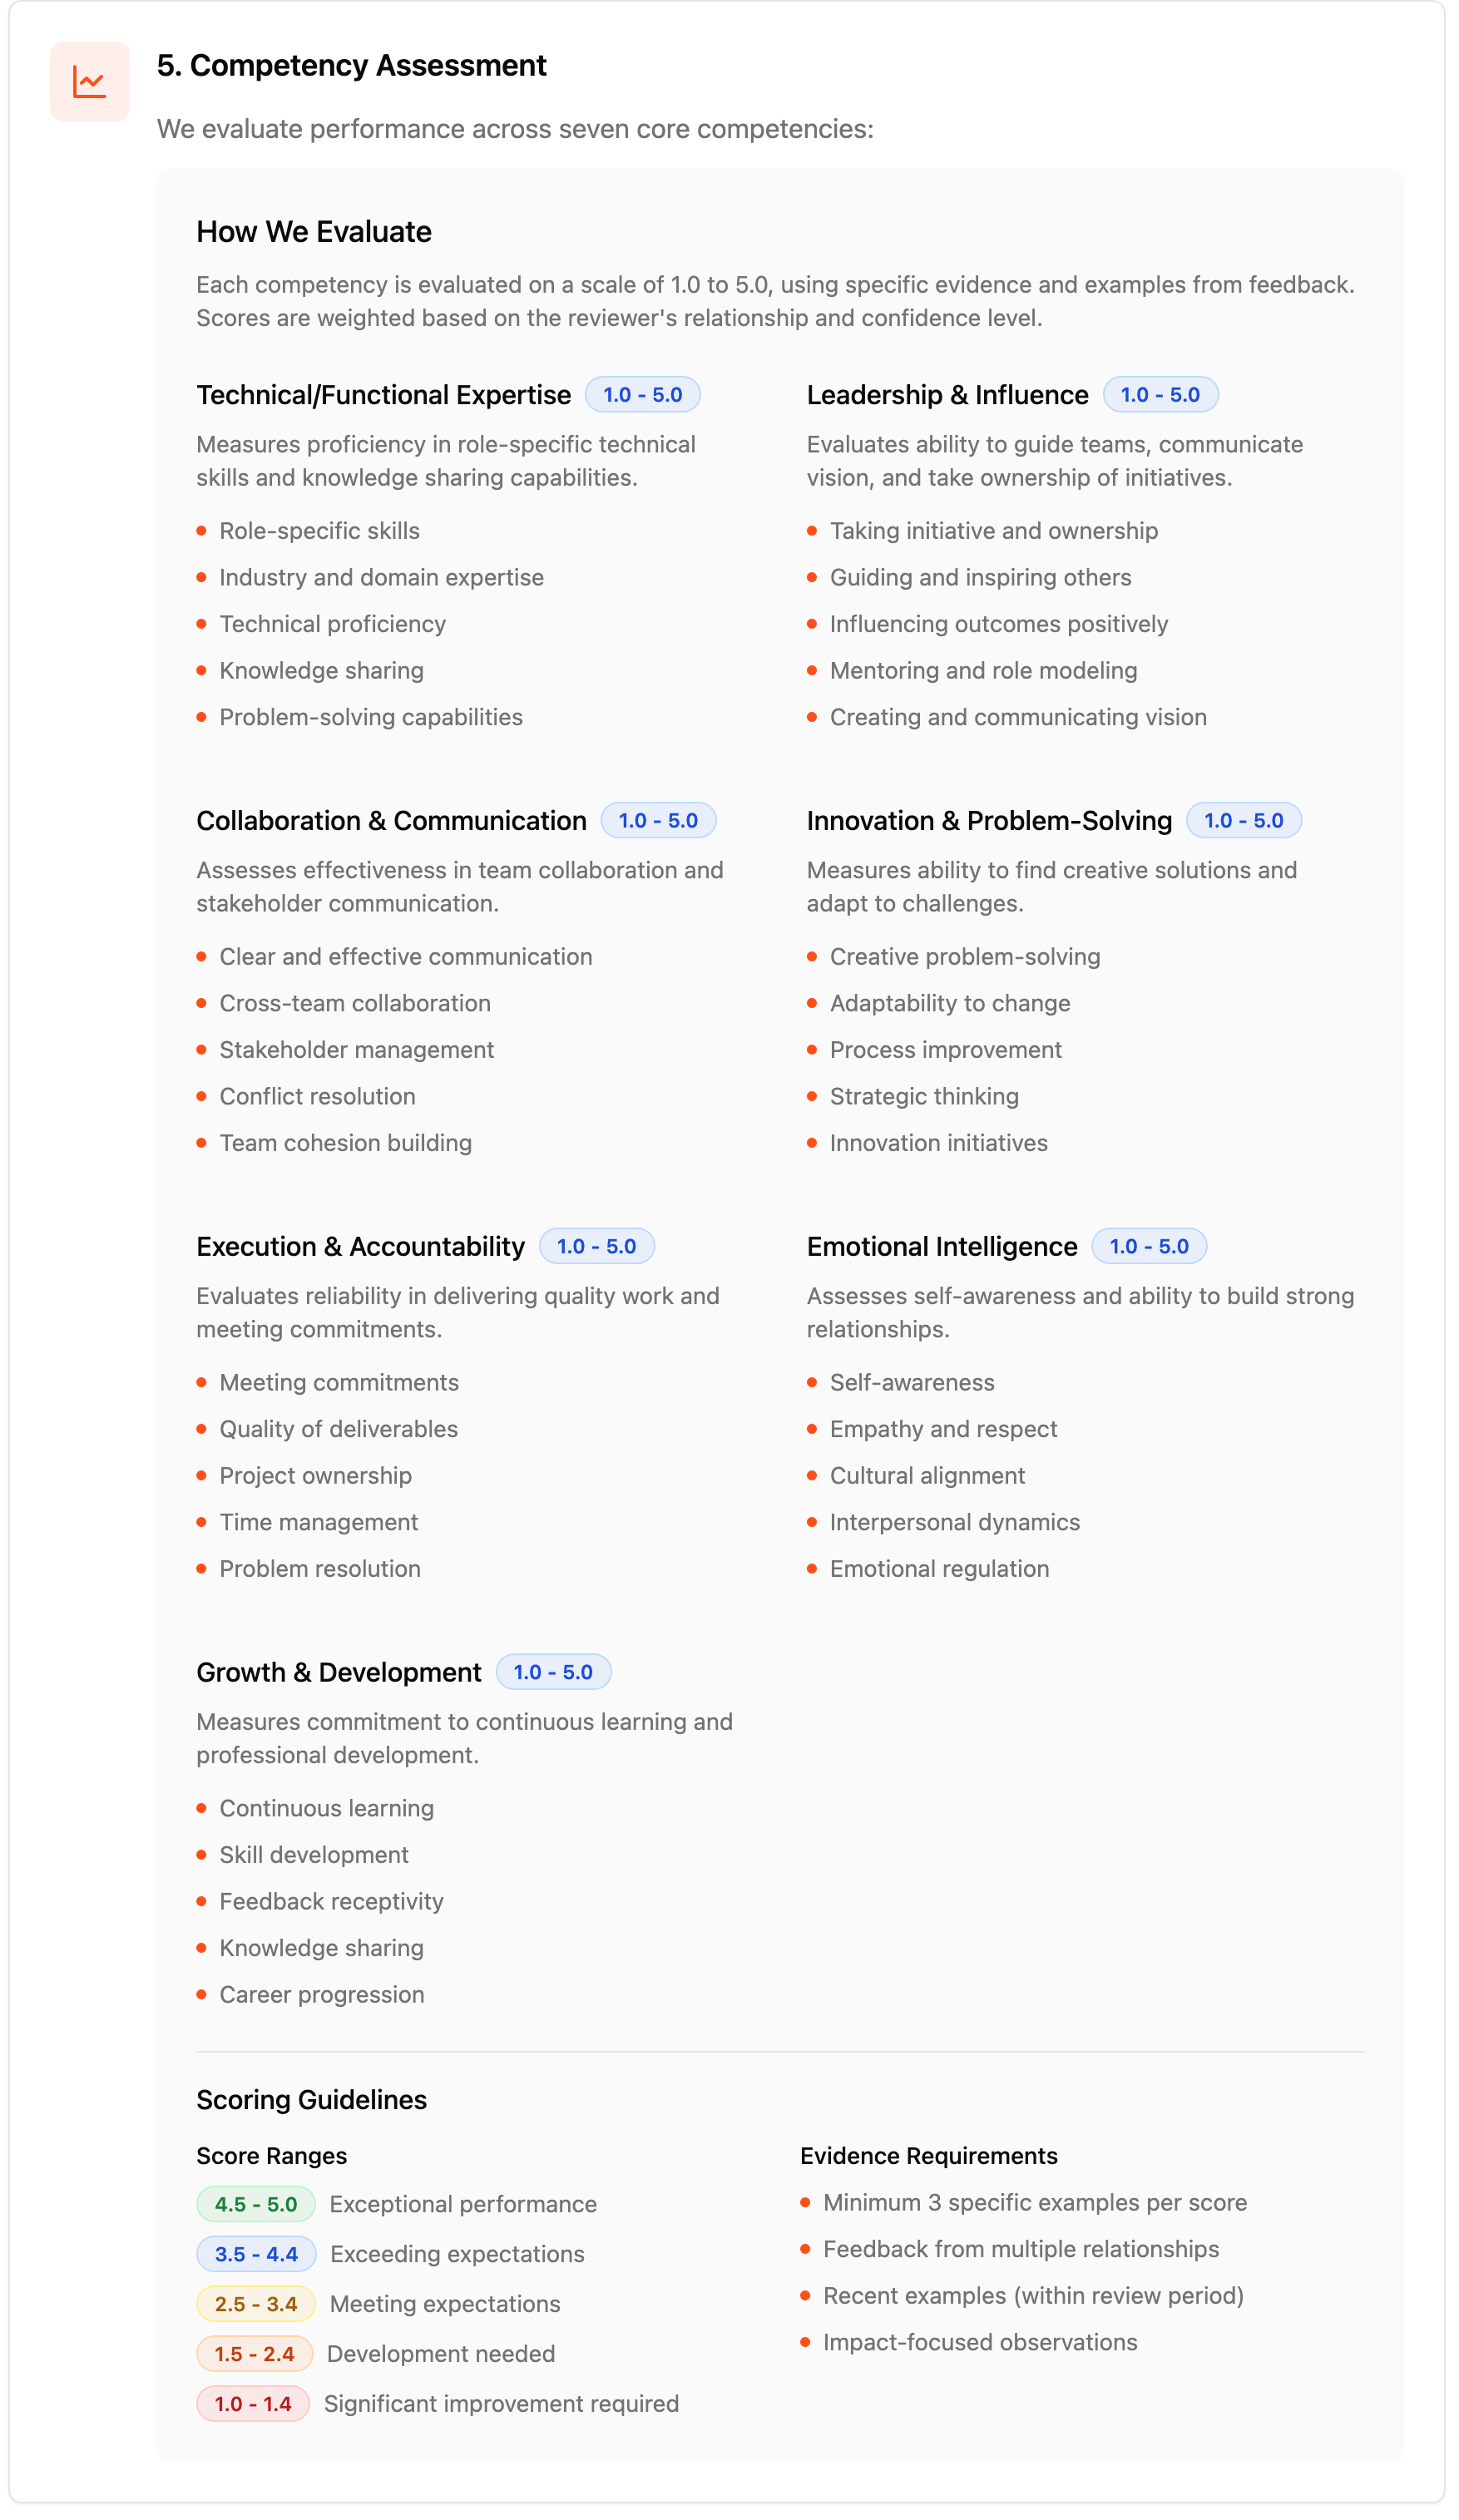 5. Competency Assessment
We evaluate performance across seven core competencies:
How We Evaluate
Each competency is evaluated on a scale of 1.0 to 5.0, using specific evidence and examples from feedback.
Scores are weighted based on the reviewer's relationship and confidence level.
Technical/Functional Expertise 1.0 - 5.0
Measures proficiency in role-specific technical
skills and knowledge sharing capabilities.
Role-specific skills
Industry and domain expertise
Technical proficiency
Knowledge sharing
Problem-solving capabilities
Leadership & Influence 1.0 - 5.0
Evaluates ability to guide teams, communicate
vision, and take ownership of initiatives.
Taking initiative and ownership
Guiding and inspiring others
Influencing outcomes positively
Mentoring and role modeling
Creating and communicating vision
Collaboration & Communication 1.0 - 5.0
Assesses effectiveness in team collaboration and
stakeholder communication.
Clear and effective communication
Cross-team collaboration
Stakeholder management
Conflict resolution
Team cohesion building
Innovation & Problem-Solving 1.0 - 5.0
Measures ability to find creative solutions and
adapt to challenges.
Creative problem-solving
Adaptability to change
Process improvement
Strategic thinking
Innovation initiatives
Execution & Accountability 1.0 - 5.0
Evaluates reliability in delivering quality work and
meeting commitments.
Meeting commitments
Quality of deliverables
Project ownership
Time management
Problem resolution
Emotional Intelligence 1.0 - 5.0
Assesses self-awareness and ability to build strong
relationships.
Self-awareness
Empathy and respect
Cultural alignment
Interpersonal dynamics
Emotional regulation
Growth & Development 1.0 - 5.0
Measures commitment to continuous learning and
professional development.
Continuous learning
Skill development
Feedback receptivity
Knowledge sharing
Career progression
Scoring Guidelines
Score Ranges
4.5 - 5.0 Exceptional performance
3.5 - 4.4 Exceeding expectations
2.5 - 3.4 Meeting expectations
1.5 - 2.4 Development needed
1.0 - 1.4 Significant improvement required
Evidence Requirements
Minimum 3 specific examples per score
Feedback from multiple relationships
Recent examples (within review period)
Impact-focused observations